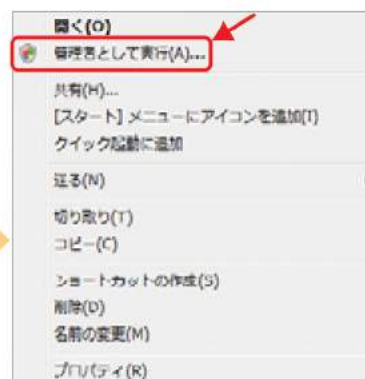 開く(O)
管理者として実行(A)...
共有(H)...
[スタート] メニューにアイコンを追加(T)
クイック起動に追加
送る(N)
切り取り(T)
コピー(C)
ショートカットの作成(S)
削除(D)
名前の変更(M)
プロパティ(R)